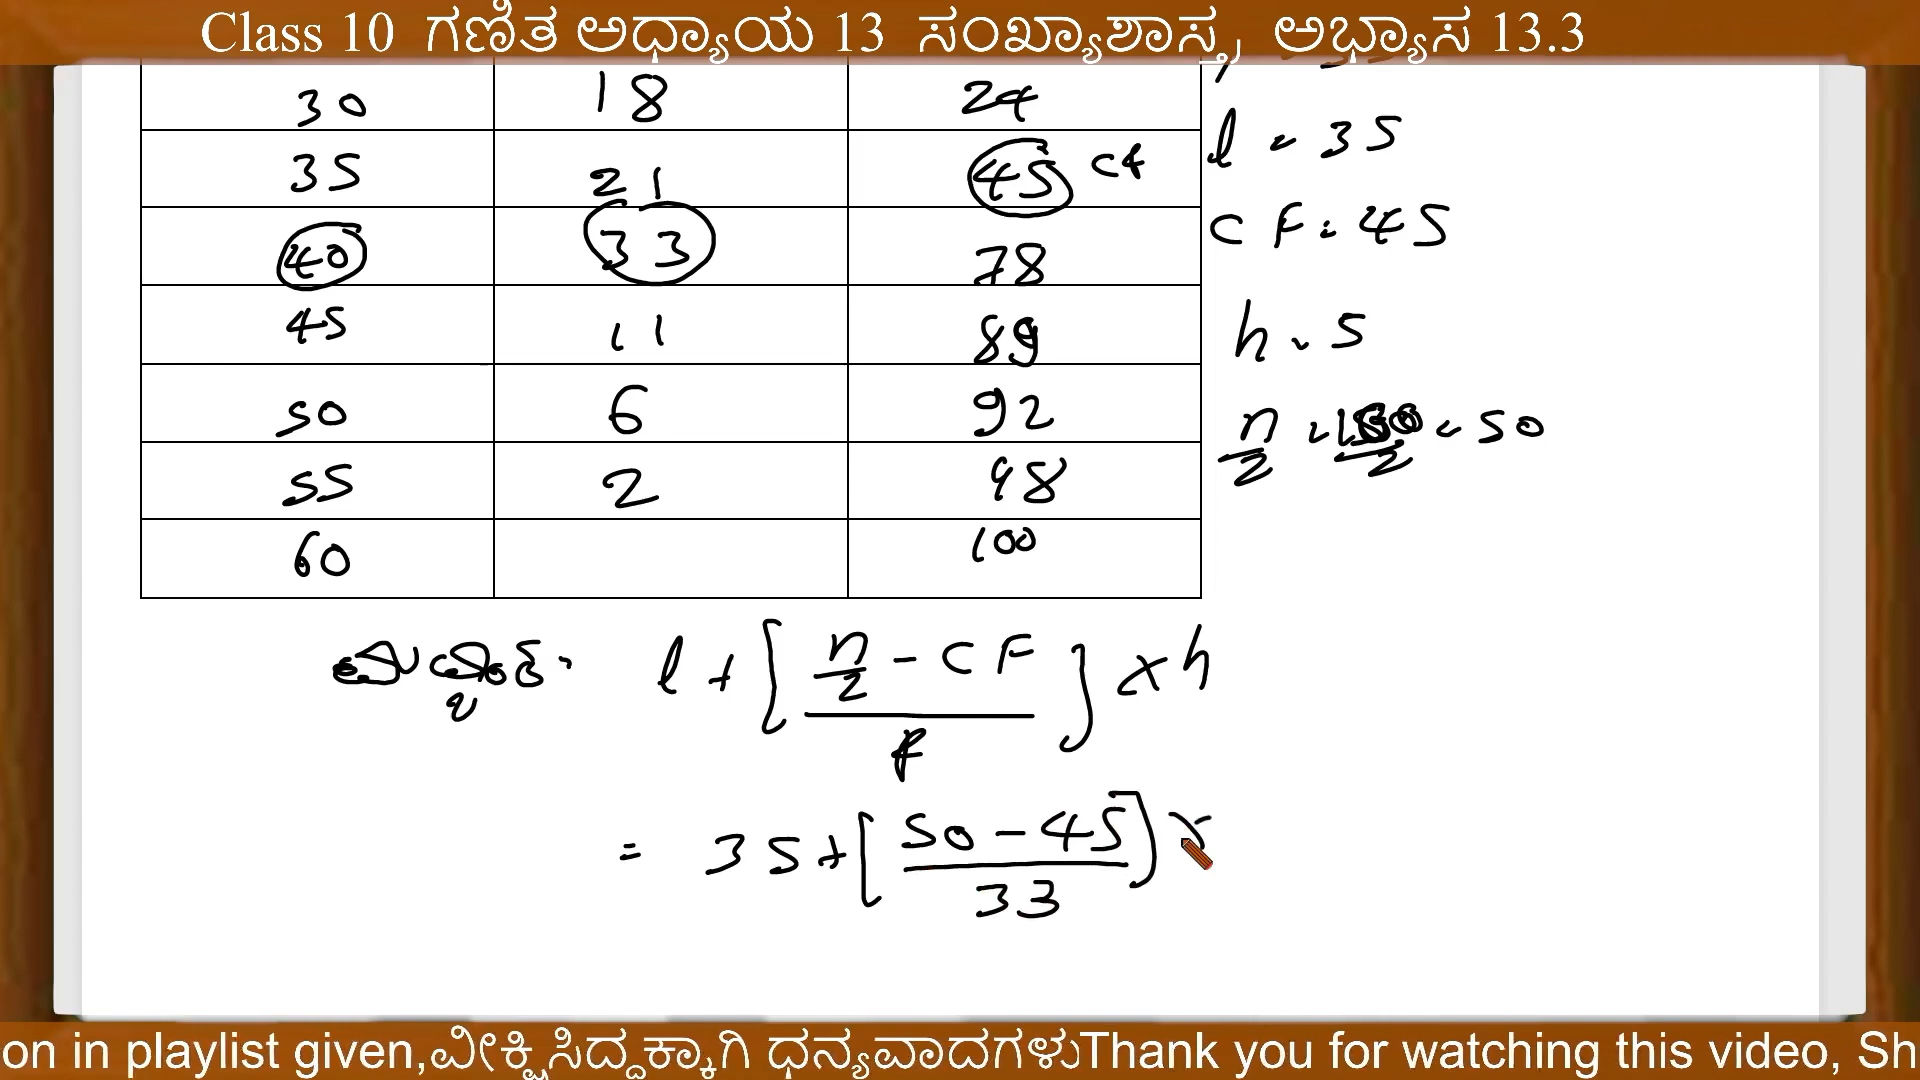 Class 10 ಗಣಿತ ಅಧ್ಯಾಯ 13 ಸಂಖ್ಯಾಶಾಸ್ತ್ರ, ಅಭ್ಯಾಸ 13.3
30 18 24
35 21 45 cf
40 33 78
45 11 89
50 6 92
55 2 98
60 100
l = 35
CF = 45
h = 5
n/2 = 100/2 = 50
ಮಧ್ಯಾಂಕ = l + [ n/2 - CF / f ] x h
= 35 + [ 50 - 45 / 33 ] x
on in playlist given,ವೀಕ್ಷಿಸಿದ್ದಕ್ಕಾಗಿ ಧನ್ಯವಾದಗಳುThank you for watching this video, Sh